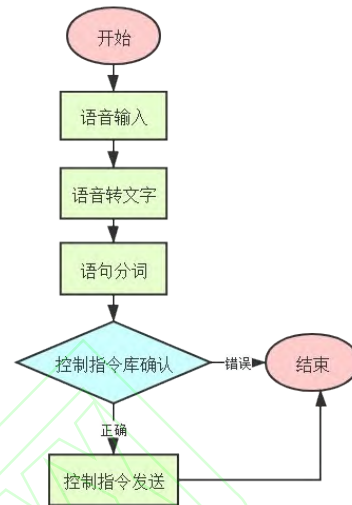 开始
语音输入
语音转文字
语句分词
控制指令库确认
错误
结束
正确
控制指令发送